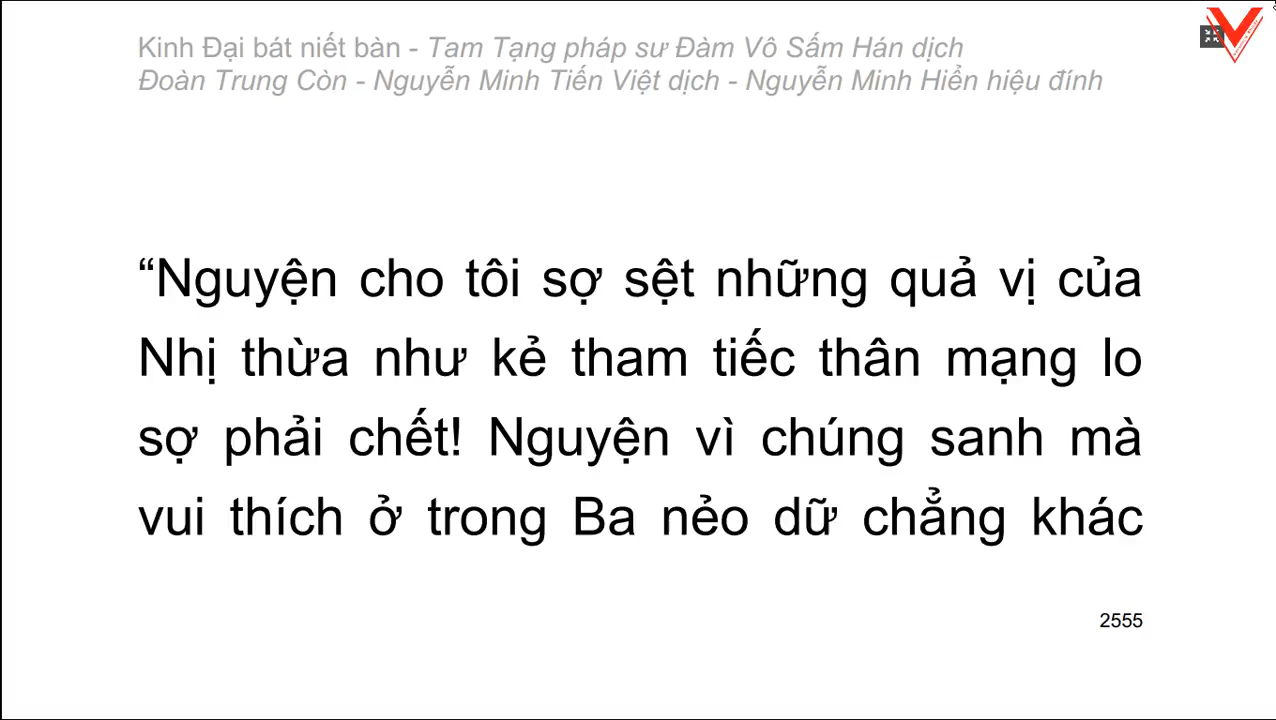 Kinh Đại bát niết bàn - Tam Tạng pháp sư Đàm Vô Sấm Hán dịch
Đoàn Trung Còn - Nguyễn Minh Tiến Việt dịch - Nguyễn Minh Hiển hiệu đính
“Nguyện cho tôi sợ sệt những quả vị của
Nhị thừa như kẻ tham tiếc thân mạng lo
sợ phải chết! Nguyện vì chúng sanh mà
vui thích ở trong Ba nẻo dữ chẳng khác
2555